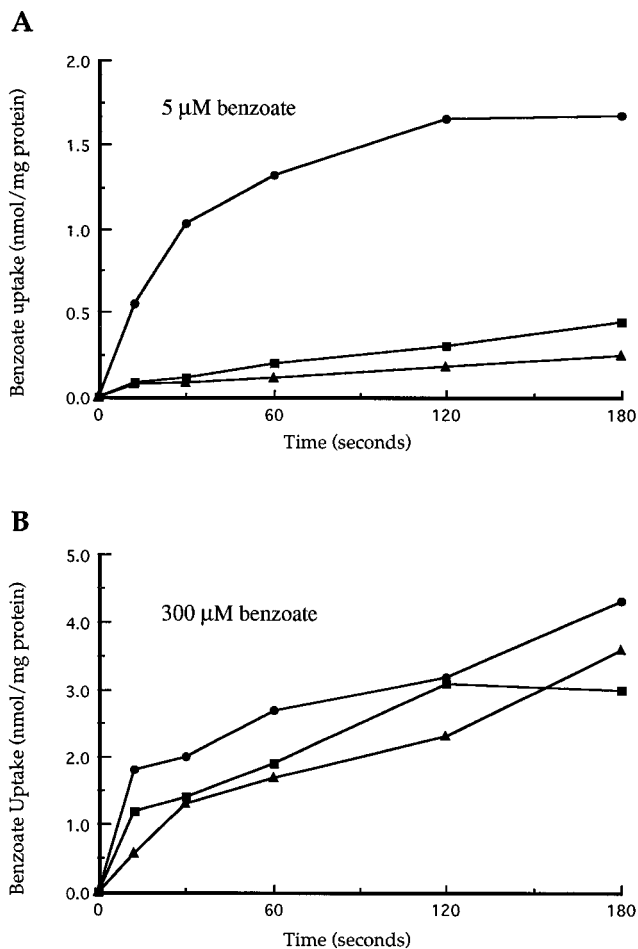 A
Benzoate uptake (nmol/mg protein)
2.0
1.5
1.0
0.5
0.0
5 µM benzoate
0 60 120 180
Time (seconds)
B
Benzoate Uptake (nmol/mg protein)
5.0
4.0
3.0
2.0
1.0
0.0
300 µM benzoate
0 60 120 180
Time (seconds)